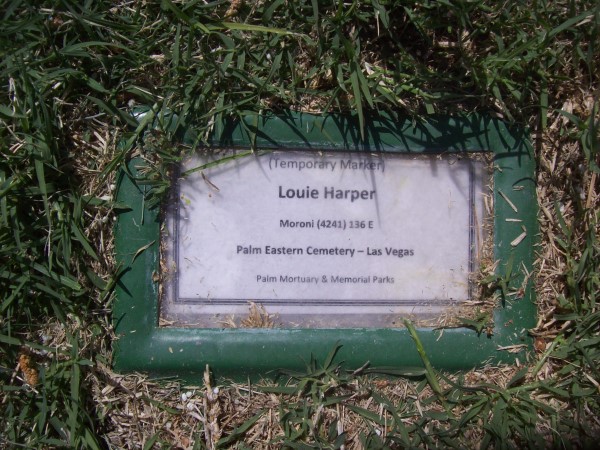 (Temporary Marker)
Louie Harper
Moroni (4241) 136 E
Palm Eastern Cemetery – Las Vegas
Palm Mortuary & Memorial Parks